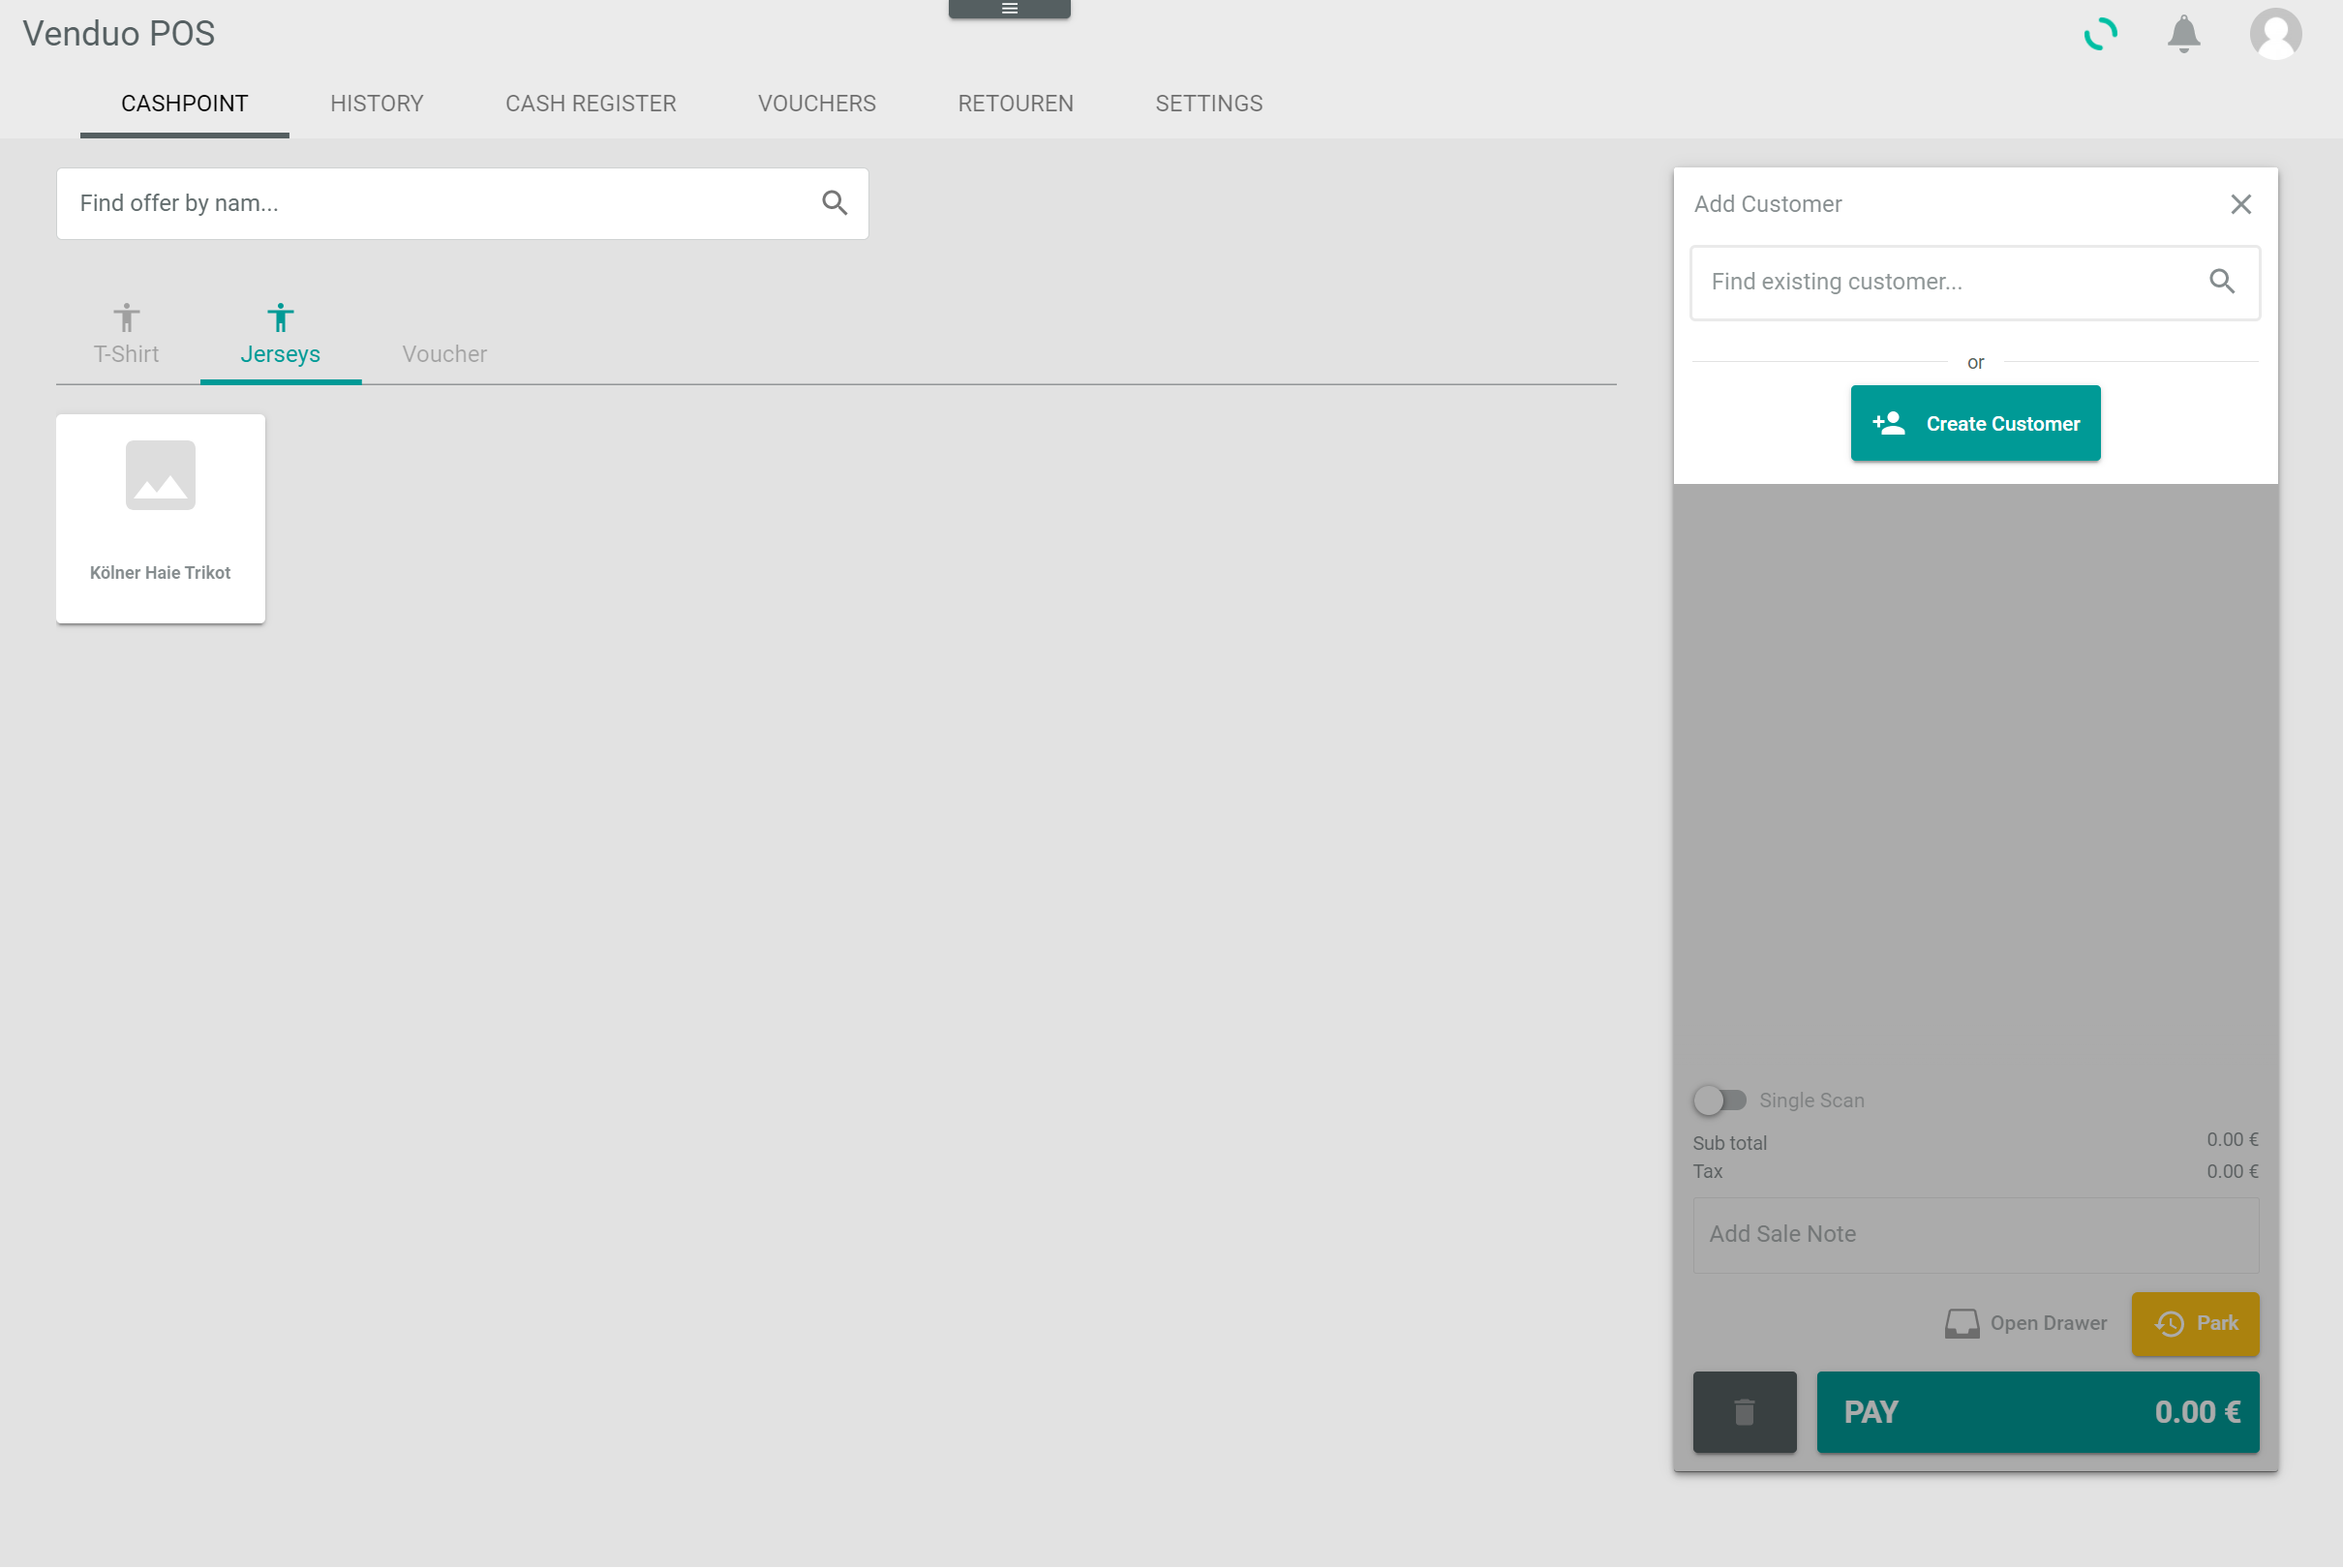 Venduo POS
CASHPOINT HISTORY CASH REGISTER VOUCHERS RETOUREN SETTINGS
Find offer by nam...
T-Shirt Jerseys Voucher
Kölner Haie Trikot
Add Customer
Find existing customer...
or
Create Customer
Single Scan
Sub total 0.00 €
Tax 0.00 €
Add Sale Note
Open Drawer Park
PAY 0.00 €